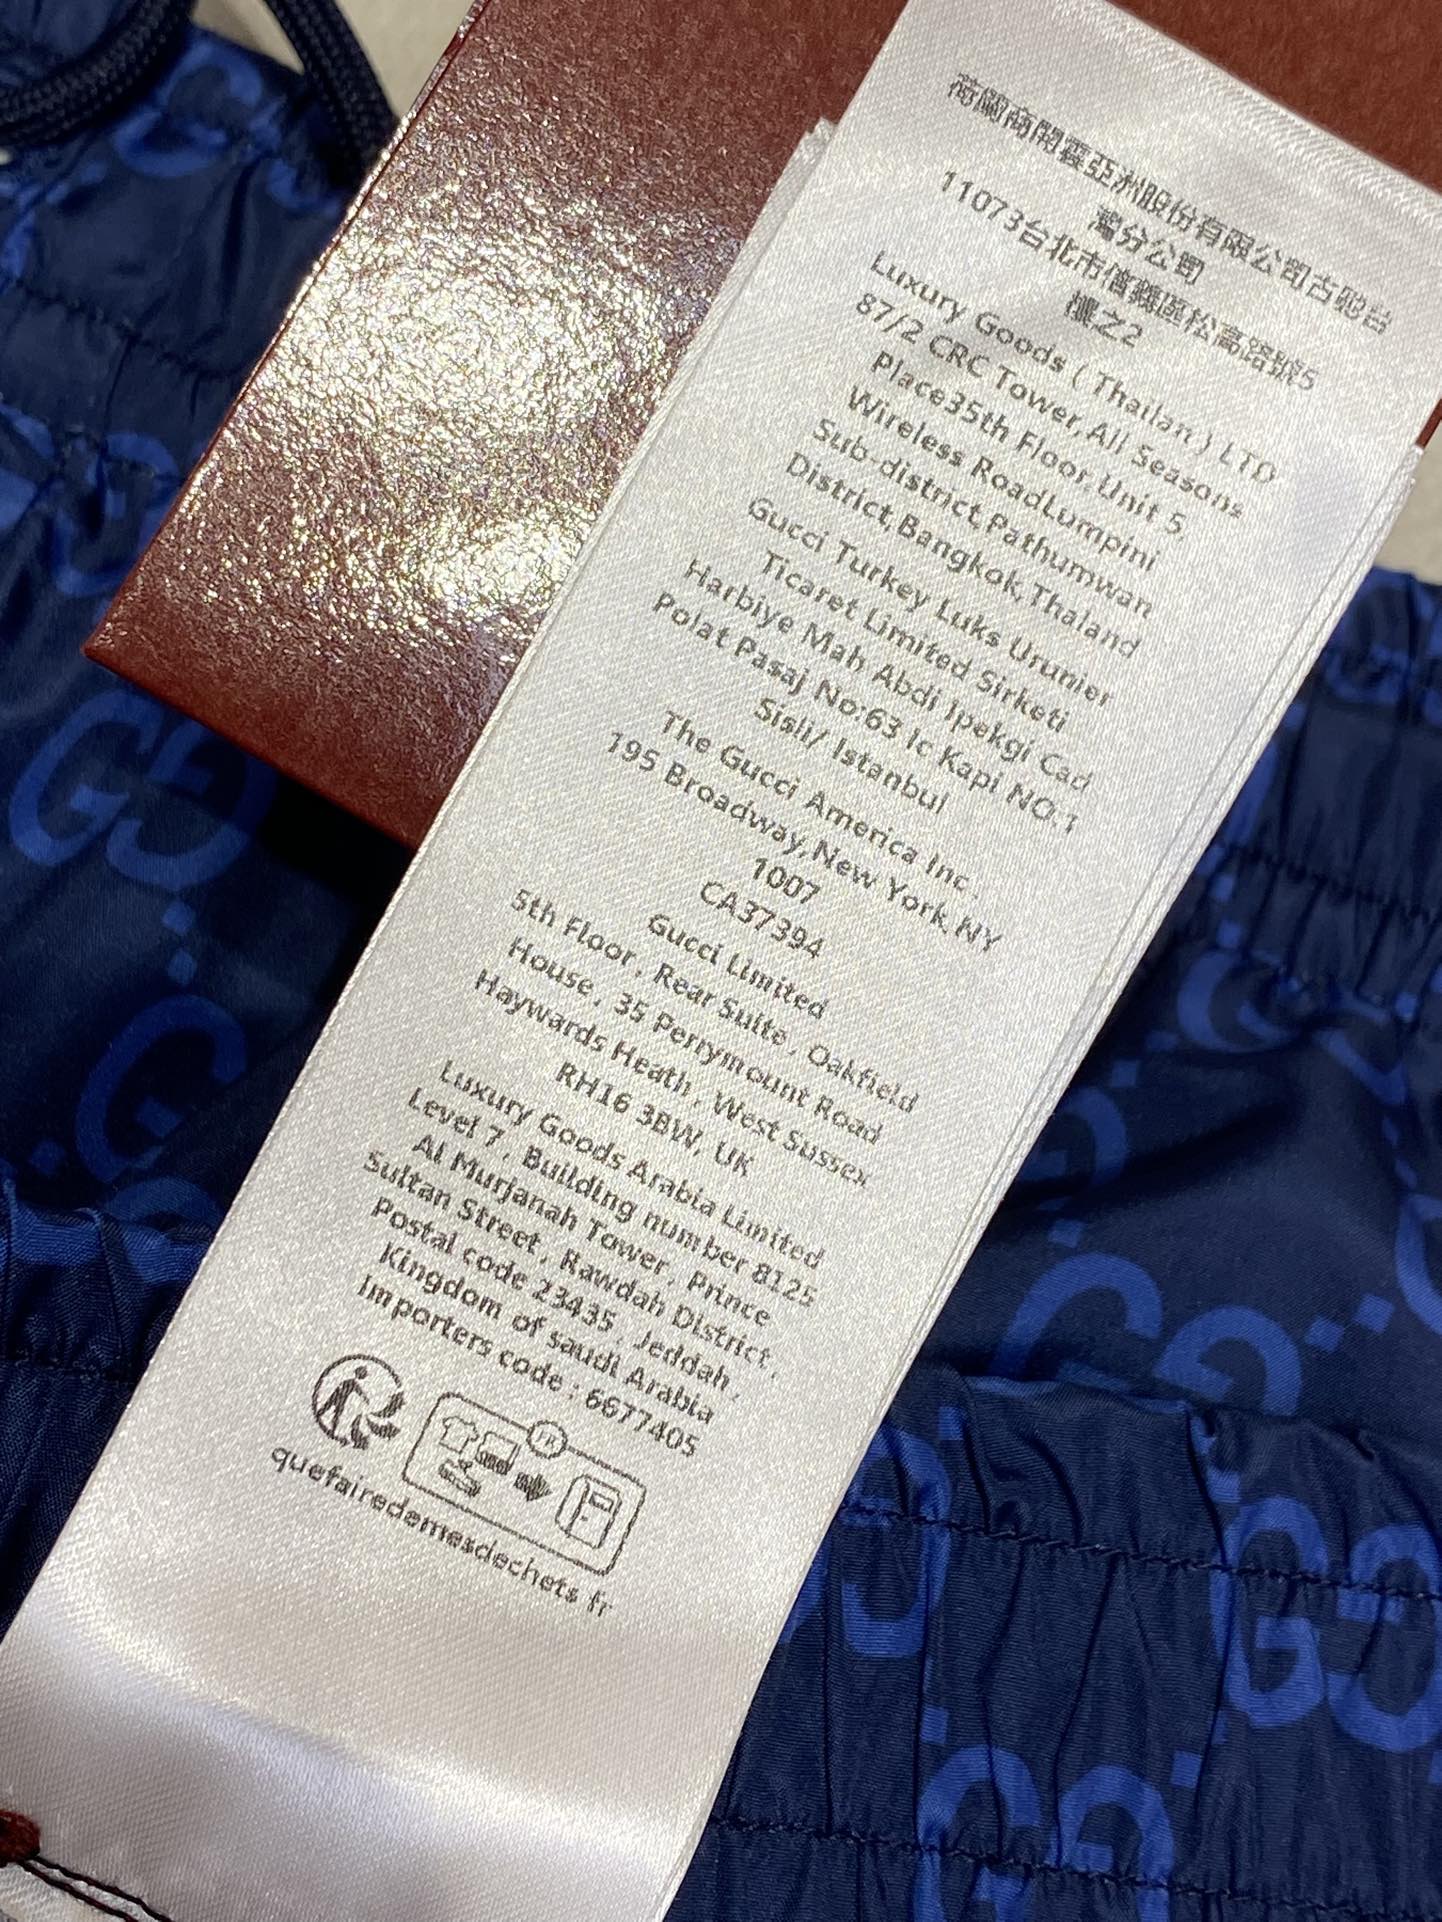 荷蘭商開雲亞洲股份有限公司古馳台
灣分公司
11073台北市信義區松高路號5
樓之2
Luxury Goods ( Thailan ) LTD
87/2 CRC Tower, All Seasons
Place35th Floor, Unit 5,
Wireless RoadLumpini
Sub-district, Pathumwan
District, Bangkok, Thaland
Gucci Turkey Luks Urunler
Ticaret Limited Sirketi
Harbiye Mah Abdi Ipekgi Cad
Polat Pasaj No:63 Ic Kapi NO.1
Sisli/ Istanbul
The Gucci America Inc.,
195 Broadway, New York, NY
1007
CA37394
Gucci Limited
5th Floor, Rear Suite, Oakfield
House, 35 Perrymount Road
Haywards Heath, West Sussex
RH16 3BW, UK
Luxury Goods Arabia Limited
Level 7, Building number 8125
Al Murjanah Tower, Prince
Sultan Street, Rawdah District,
Postal code 23435, Jeddah,
Kingdom of saudi Arabia
Importers code : 6677405
FR
quefairedemesdechets.fr